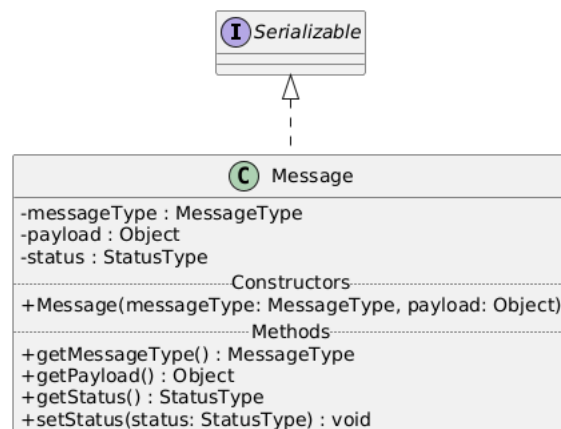 I Serializable
C Message
-messageType : MessageType
-payload : Object
-status : StatusType
Constructors
+Message(messageType: MessageType, payload: Object)
Methods
+getMessageType() : MessageType
+getPayload() : Object
+getStatus() : StatusType
+setStatus(status: StatusType) : void